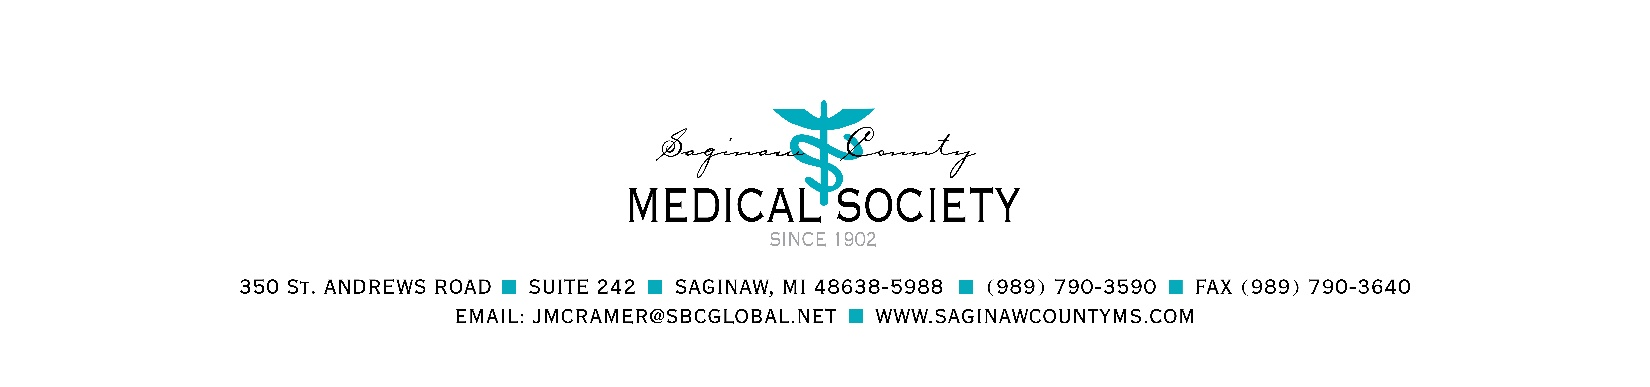 Saginaw County
MEDICAL SOCIETY
SINCE 1902
350 ST. ANDREWS ROAD ■ SUITE 242 ■ SAGINAW, MI 48638-5988 ■ (989) 790-3590 ■ FAX (989) 790-3640
EMAIL: JMCRAMER@SBCGLOBAL.NET ■ WWW.SAGINAWCOUNTYMS.COM